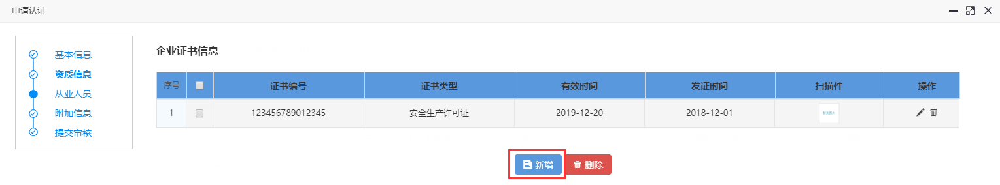 申请认证
基本信息
资质信息
从业人员
附加信息
提交审核
企业证书信息
序号 证书编号 证书类型 有效时间 发证时间 扫描件 操作
1 123456789012345 安全生产许可证 2019-12-20 2018-12-01
新增 删除